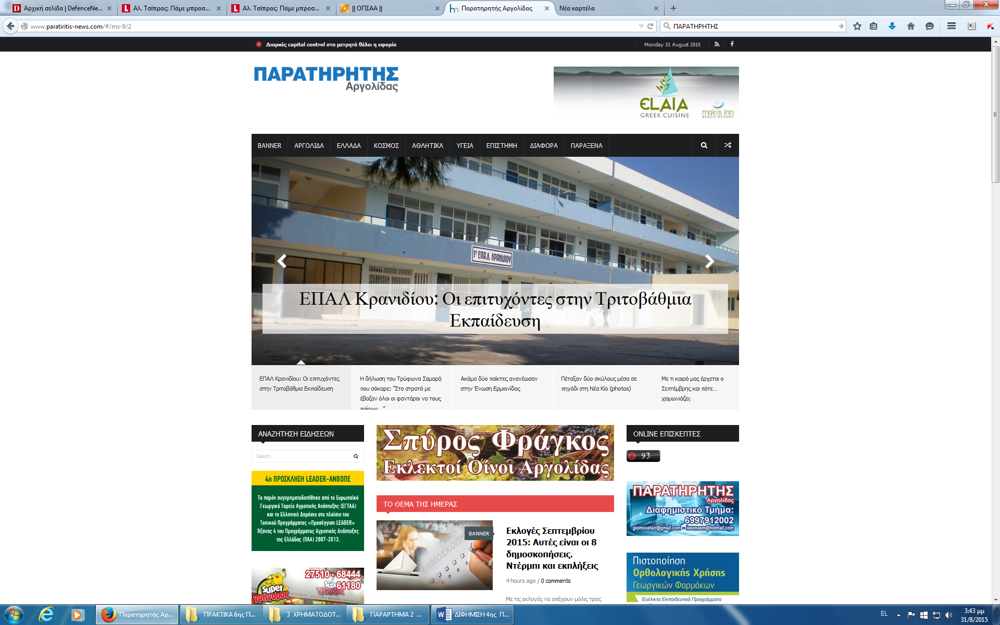 Αρχική σελίδα | DefenceNe...
Αλ. Τσίπρας: Πάμε μπροσ...
Αλ. Τσίπρας: Πάμε μπροσ...
|| ΟΠΣΑΑ ||
Παρατηρητής Αργολίδας
Νέα καρτέλα
www.paratiritis-news.com/#/ms-9/2
ΠΑΡΑΤΗΡΗΤΗΣ
Διαρκές capital control στα μετρητά θέλει η εφορία
Monday 31 August 2015
ΠΑΡΑΤΗΡΗΤΗΣ
Αργολίδας
ELAIA
GREEK CUISINE
makis inn
BEACH-RESORT
BANNER
ΑΡΓΟΛΙΔΑ
ΕΛΛΑΔΑ
ΚΟΣΜΟΣ
ΑΘΛΗΤΙΚΑ
ΥΓΕΙΑ
ΕΠΙΣΤΗΜΗ
ΔΙΑΦΟΡΑ
ΠΑΡΑΞΕΝΑ
1ο ΕΠΑ.Λ. ΚΡΑΝΙΔΙΟΥ
ΕΠΑΛ Κρανιδίου: Οι επιτυχόντες στην Τριτοβάθμια
Εκπαίδευση
ΕΠΑΛ Κρανιδίου: Οι επιτυχόντες
στην Τριτοβάθμια Εκπαίδευση
Η δήλωση του Τρύφωνα Σαμαρά
που σόκαρε: “Στο στρατό με
έβαζαν όλοι οι φαντάροι να τους
παίρνω...”
Ακόμα δύο παίκτες ανανέωσαν
στην Ένωση Ερμιονίδας
Πέταξαν δύο σκύλους μέσα σε
πηγάδι στη Νέα Κίο (photos)
Με τι καιρό μας έρχεται ο
Σεπτέμβρης και πότε…
χειμωνιάζει;
ΑΝΑΖΗΤΗΣΗ ΕΙΔΗΣΕΩΝ
Search...
4η ΠΡΟΣΚΛΗΣΗ LEADER-ΑΝΒΟΠΕ
Το παρόν συγχρηματοδοτήθηκε από το Ευρωπαϊκό
Γεωργικό Ταμείο Αγροτικής Ανάπτυξης (ΕΓΤΑΑ)
και το Ελληνικό Δημόσιο στο πλαίσιο του
Τοπικού Προγράμματος «Προσέγγιση LEADER»
Άξονας 4 του Προγράμματος Αγροτικής Ανάπτυξης
της Ελλάδας (ΠΑΑ) 2007-2013.
27510 - 68444
61180
Super
γρήγορος
Super
γρήγορος
Σπύρος Φράγκος
Εκλεκτοί Οίνοι Αργολίδας
ΤΟ ΘΕΜΑ ΤΗΣ ΗΜΕΡΑΣ
BANNER
ΔΗΜΟΣΚΟΠΗ
6 7 8
Εκλογές Σεπτεμβρίου
2015: Αυτές είναι οι 8
δημοσκοπήσεις.
Ντέρμπι και εκπλήξεις
4 hours ago / 0 comments
Με τις εκλογές να απέχουν μόλις τρεις
ONLINE ΕΠΙΣΚΕΠΤΕΣ
93
ΠΑΡΑΤΗΡΗΤΗΣ
Αργολίδας
Διαφημιστικό Τμήμα:
6997912002
giomoustair@gmail.com - iasonasm@hotmail.com
Πιστοποίηση
Ορθολογικής Χρήσης
Γεωργικών Φαρμάκων
Ευέλικτα Εκπαιδευτικά Προγράμματα
Παρατηρητής Αρ...
ΠΡΑΚΤΙΚΑ 6ης Π...
3 ΧΡΗΜΑΤΟΔΟΤ...
ΠΑΡΑΡΤΗΜΑ 2 ...
ΔΙΦΗΜΙΣΗ 4ης Π...
EL
3:43 μμ
31/8/2015